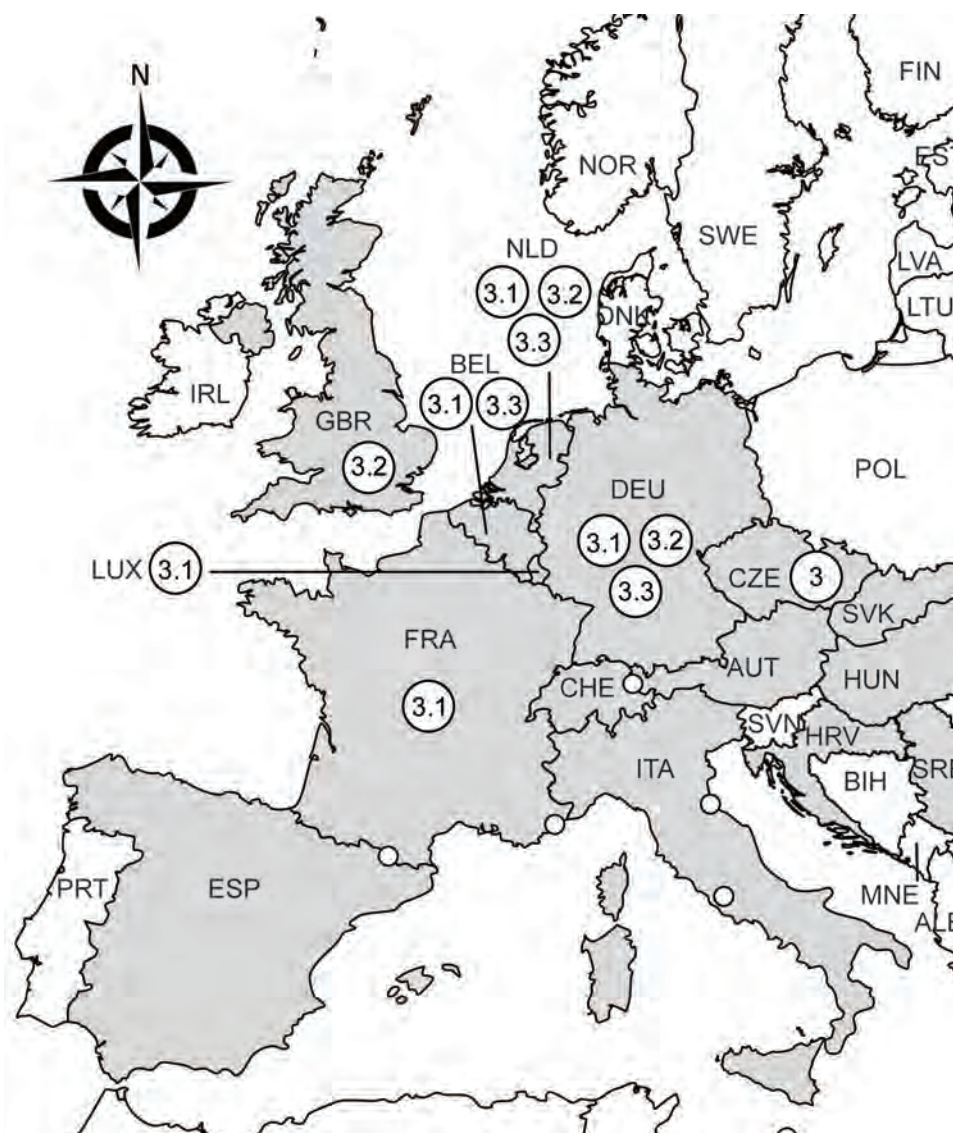 N
FIN
NOR
EST
SWE
NLD
LVA
3.1 3.2
DNK
LTU
3.3
BEL
IRL
3.1 3.3
GBR
3.2
POL
DEU
3.1 3.2
LUX 3.1
CZE 3
3.3
SVK
FRA
AUT
CHE
HUN
3.1
SVN
HRV
ITA
BIH
SRB
PRT
ESP
MNE
ALB